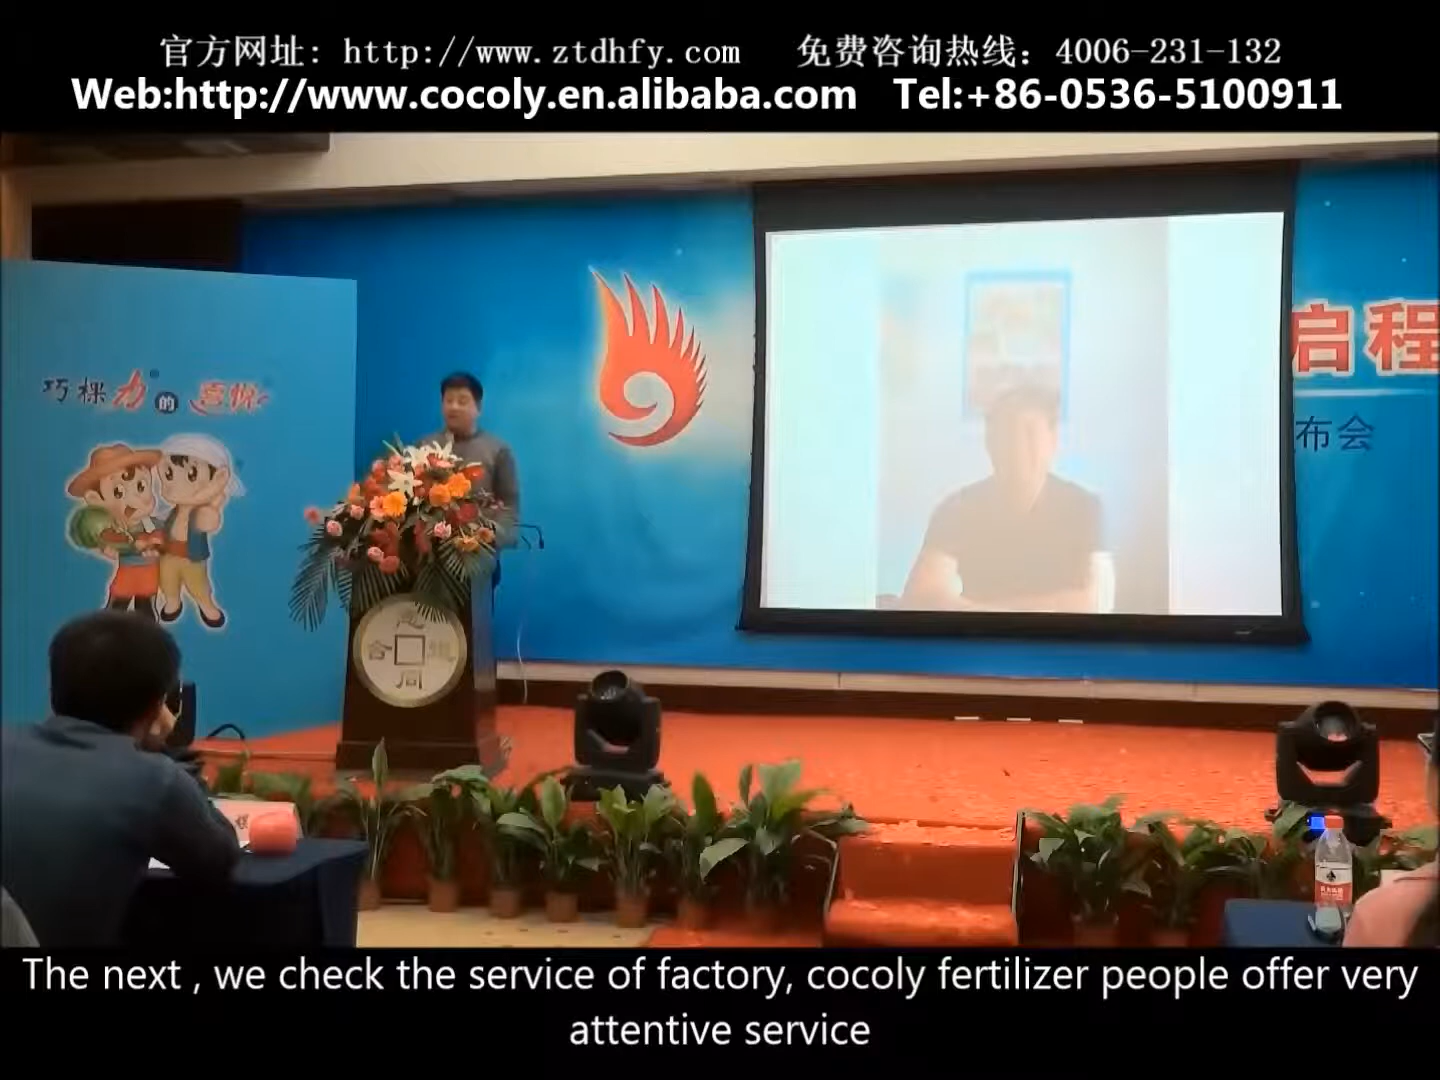 官方网址: http://www.ztdhfy.com 免费咨询热线: 4006-231-132
Web:http://www.cocoly.en.alibaba.com Tel:+86-0536-5100911
启程
布会
巧棵力®的喜悦
The next , we check the service of factory, cocoly fertilizer people offer very
attentive service